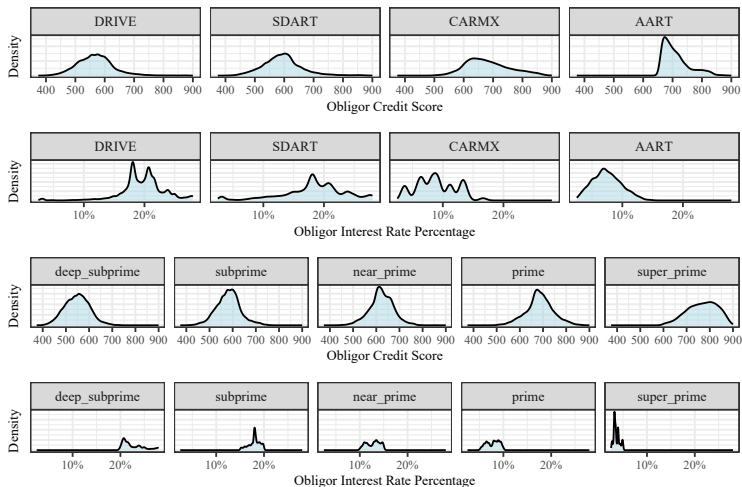 DRIVE SDART CARMX AART
Density
400 500 600 700 800 900 400 500 600 700 800 900 400 500 600 700 800 900 400 500 600 700 800 900
Obligor Credit Score
DRIVE SDART CARMX AART
Density
10% 20% 10% 20% 10% 20% 10% 20%
Obligor Interest Rate Percentage
deep_subprime subprime near_prime prime super_prime
Density
400 500 600 700 800 900 400 500 600 700 800 900 400 500 600 700 800 900 400 500 600 700 800 900 400 500 600 700 800 900
Obligor Credit Score
deep_subprime subprime near_prime prime super_prime
Density
10% 20% 10% 20% 10% 20% 10% 20% 10% 20%
Obligor Interest Rate Percentage